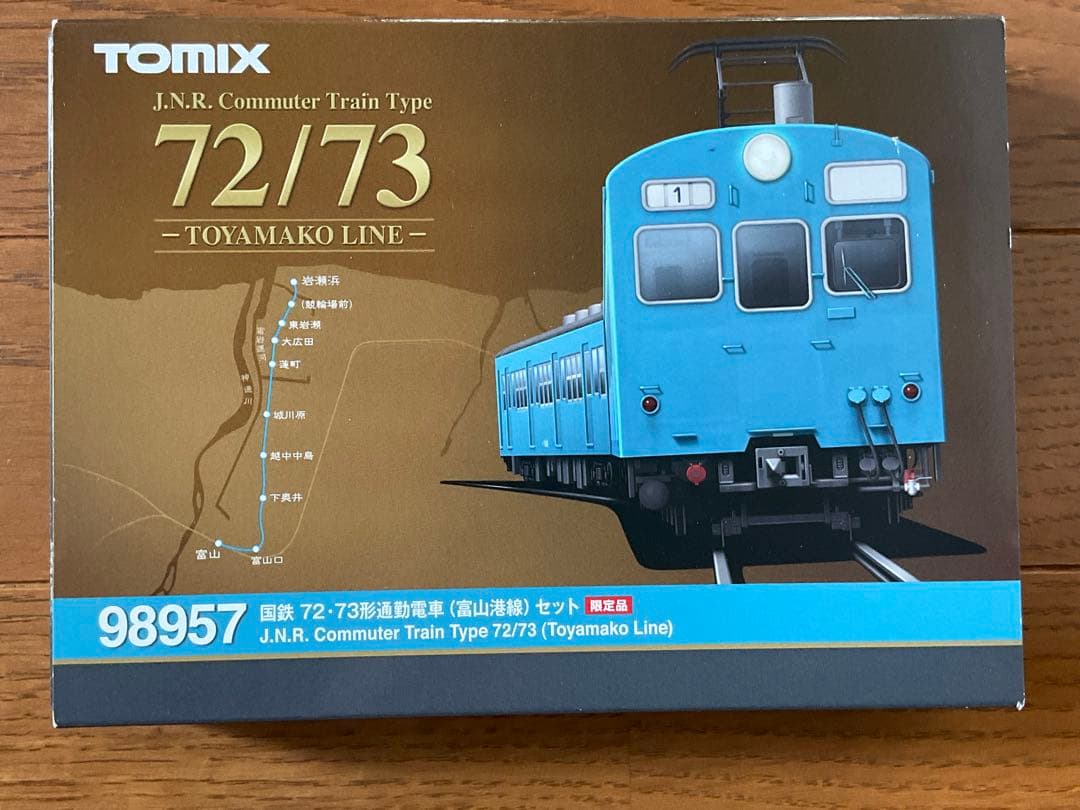 TOMIX
J.N.R. Commuter Train Type
72/73
– TOYAMAKO LINE –
1
岩瀬浜
(競輪場前)
東岩瀬
大広田
蓮町
城川原
越中中島
下奥井
富山
富山口
98957
国鉄 72・73形通勤電車(富山港線)セット 限定品
J.N.R. Commuter Train Type 72/73 (Toyamako Line)